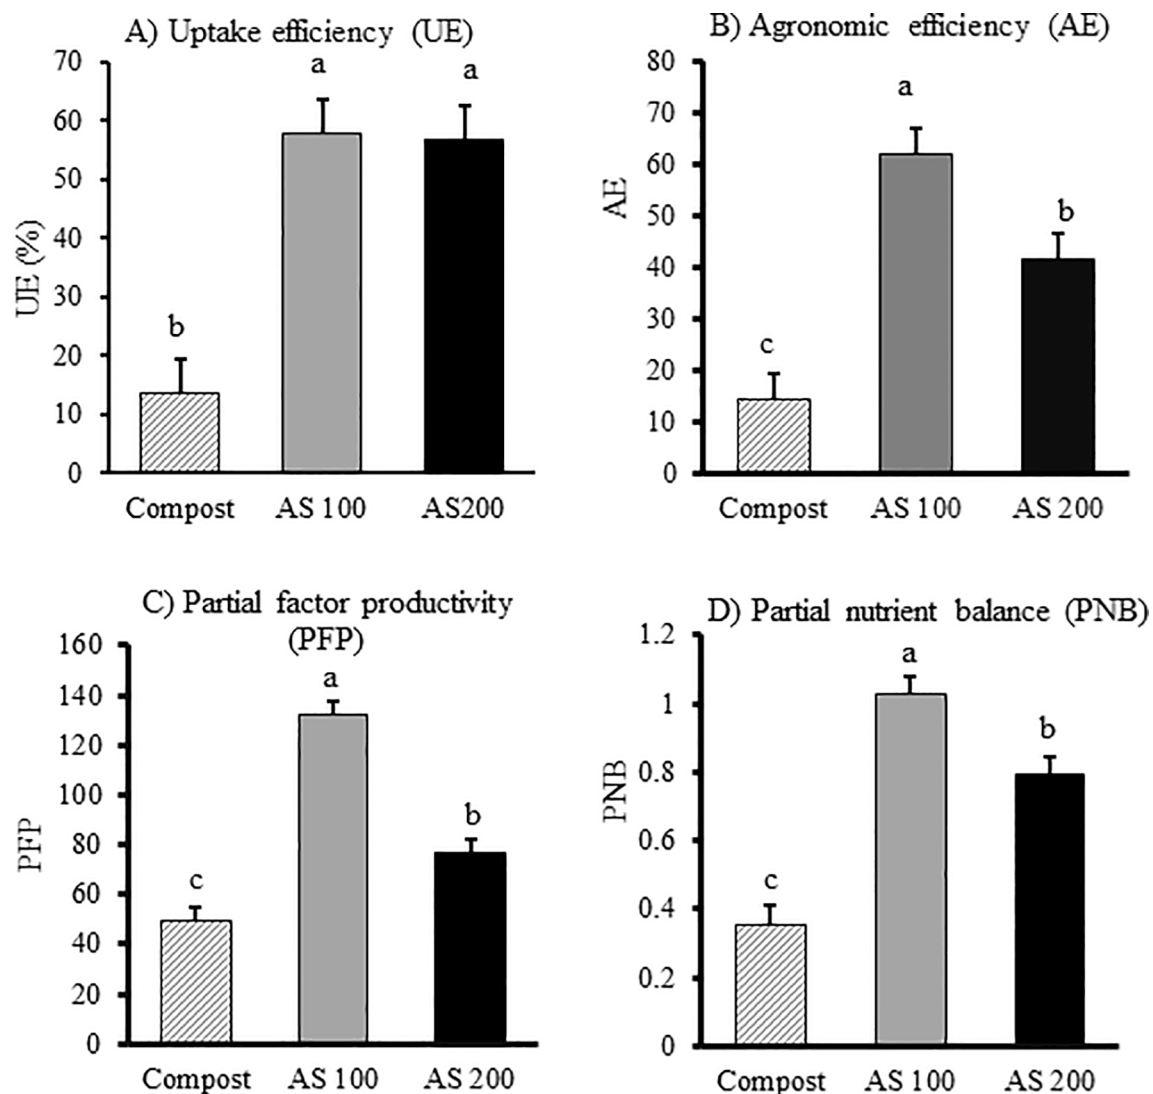 A) Uptake efficiency (UE)
70
60
50
40
30
20
10
0
UE (%)
b
a
a
Compost
AS 100
AS200
B) Agronomic efficiency (AE)
80
70
60
50
40
30
20
10
0
AE
c
a
b
Compost
AS 100
AS 200
C) Partial factor productivity
(PFP)
160
140
120
100
80
60
40
20
0
PFP
c
a
b
Compost
AS 100
AS 200
D) Partial nutrient balance (PNB)
1.2
1
0.8
0.6
0.4
0.2
0
PNB
c
a
b
Compost
AS 100
AS 200